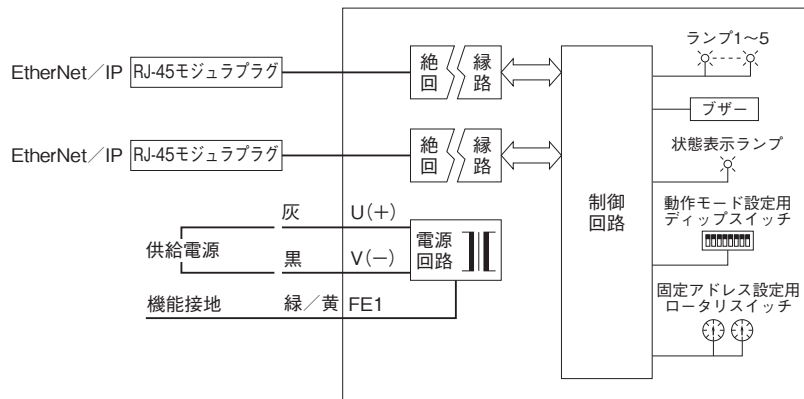 EtherNet／IP RJ-45モジュラプラグ
絶縁
回路
ランプ1～5
ブザー
EtherNet／IP RJ-45モジュラプラグ
絶縁
回路
状態表示ランプ
制御
回路
動作モード設定用
ディップスイッチ
供給電源
灰 U(＋)
黒 V(－)
電源
回路
機能接地 緑／黄 FE1
固定アドレス設定用
ロータリスイッチ